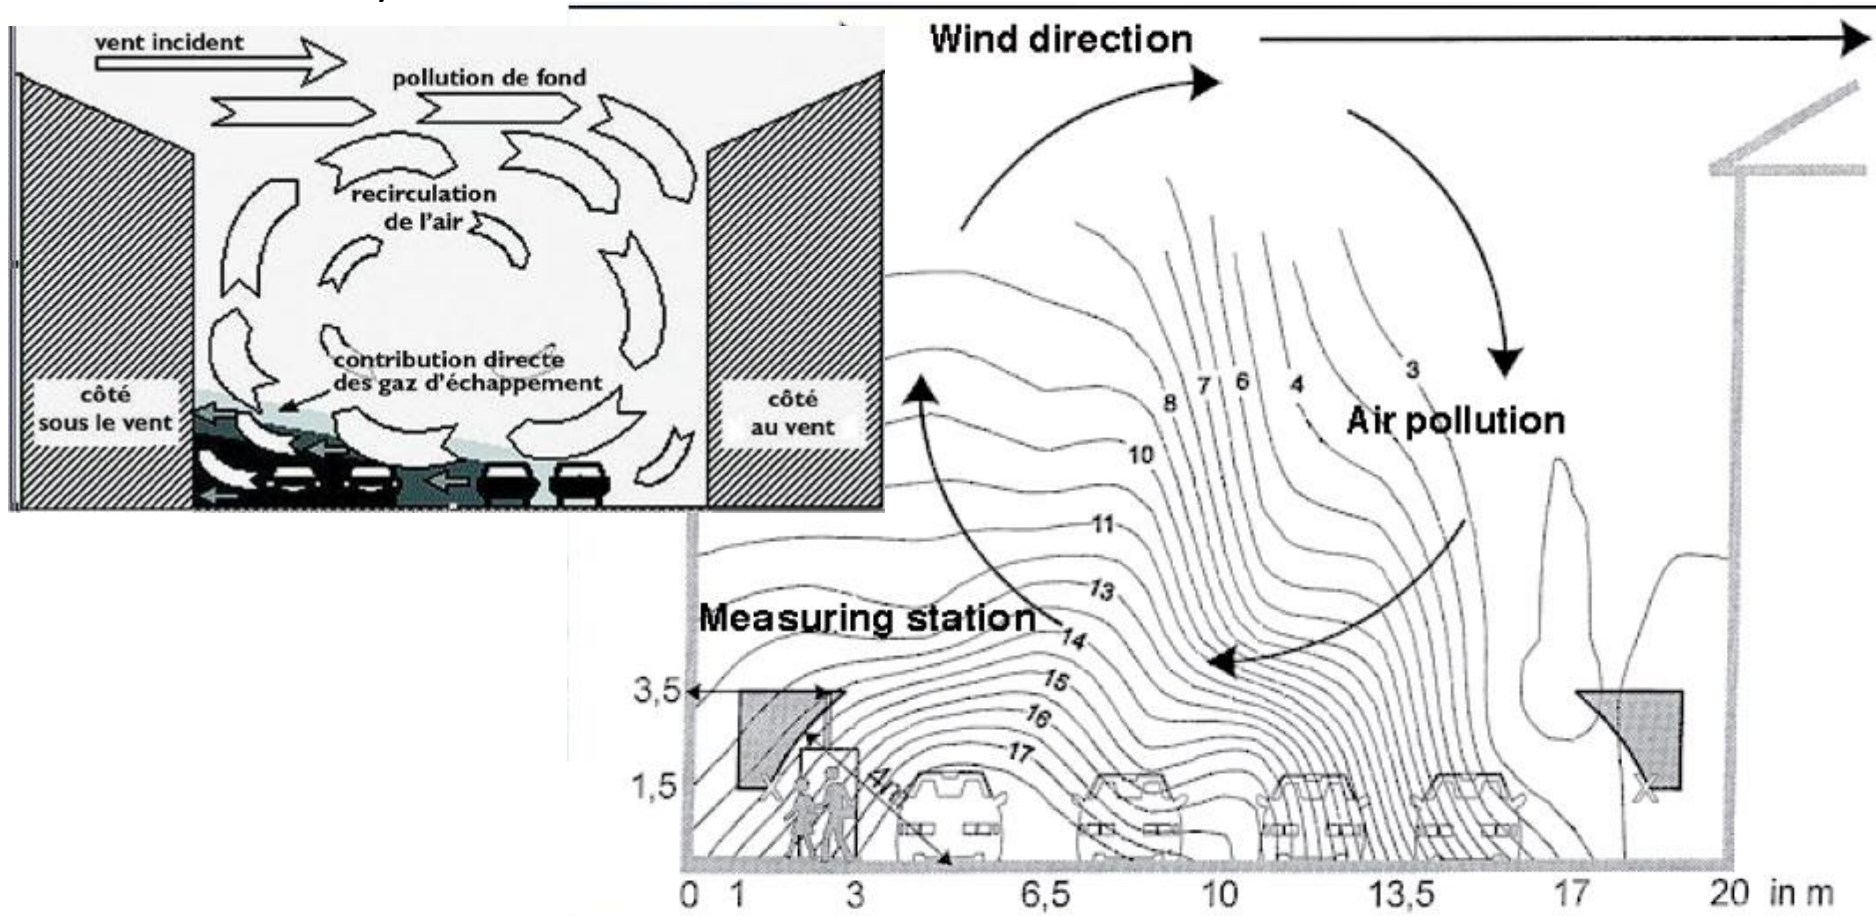 vent incident
pollution de fond
recirculation
de l'air
contribution directe
des gaz d'échappement
côté
sous le vent
côté
au vent
Wind direction
3
4
6
7
8
Air pollution
10
11
13
Measuring station
14
15
16
17
3,5
1,5
4m
0 1 3 6,5 10 13,5 17 20 in m